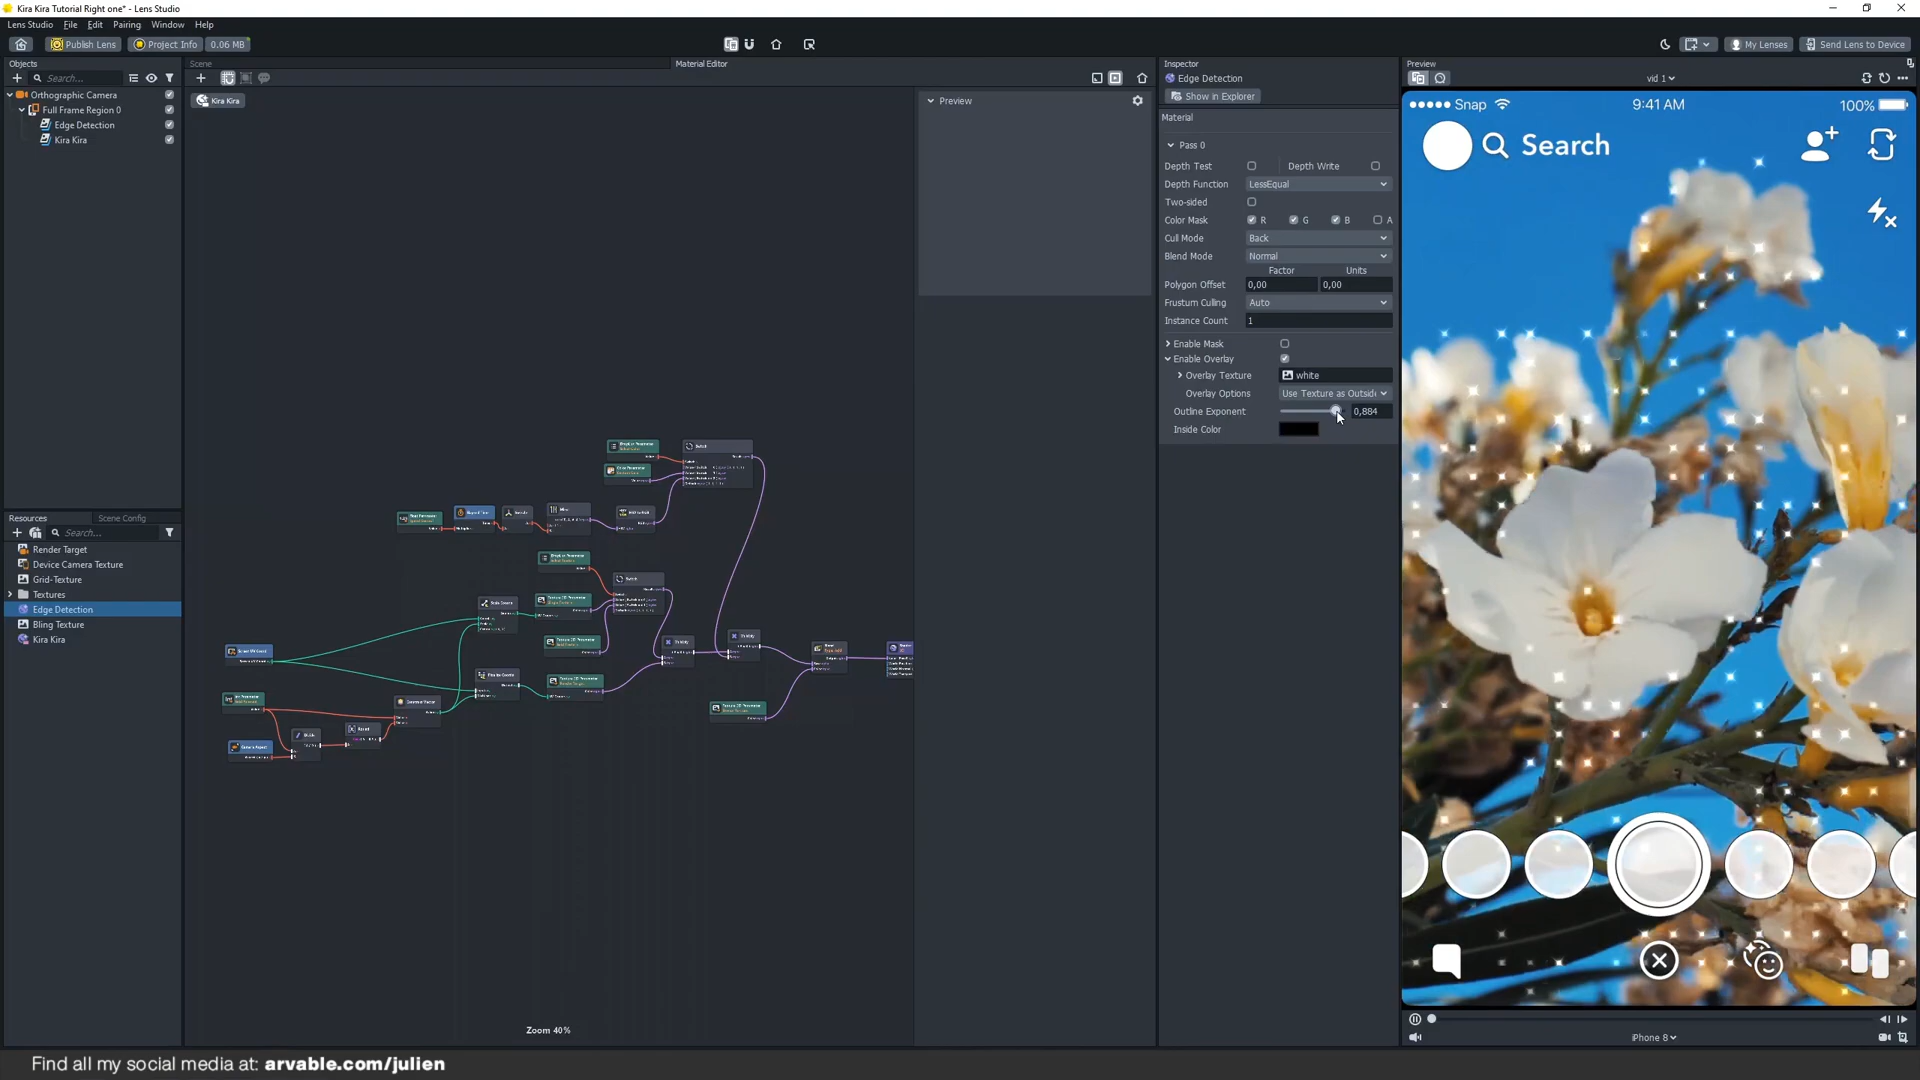 Kira Kira Tutorial Right one* - Lens Studio
Lens Studio File Edit Pairing Window Help
Publish Lens Project Info 0.06 MB
My Lenses Send Lens to Device
Objects
Search...
Orthographic Camera
Full Frame Region 0
Edge Detection
Kira Kira
Resources Scene Config
Search...
Render Target
Device Camera Texture
Grid-Texture
Textures
Edge Detection
Bling Texture
Kira Kira
Scene Material Editor
Kira Kira
Preview
Zoom 40%
Inspector
Edge Detection
Show in Explorer
Material
Pass 0
Depth Test Depth Write
Depth Function LessEqual
Two-sided
Color Mask R G B A
Cull Mode Back
Blend Mode Normal
Factor Units
Polygon Offset 0,00 0,00
Frustum Culling Auto
Instance Count 1
Enable Mask
Enable Overlay
Overlay Texture white
Overlay Options Use Texture as Outside
Outline Exponent 0,884
Inside Color
Preview
vid 1
Snap 9:41 AM 100%
Search
iPhone 8
Find all my social media at: arvable.com/julien